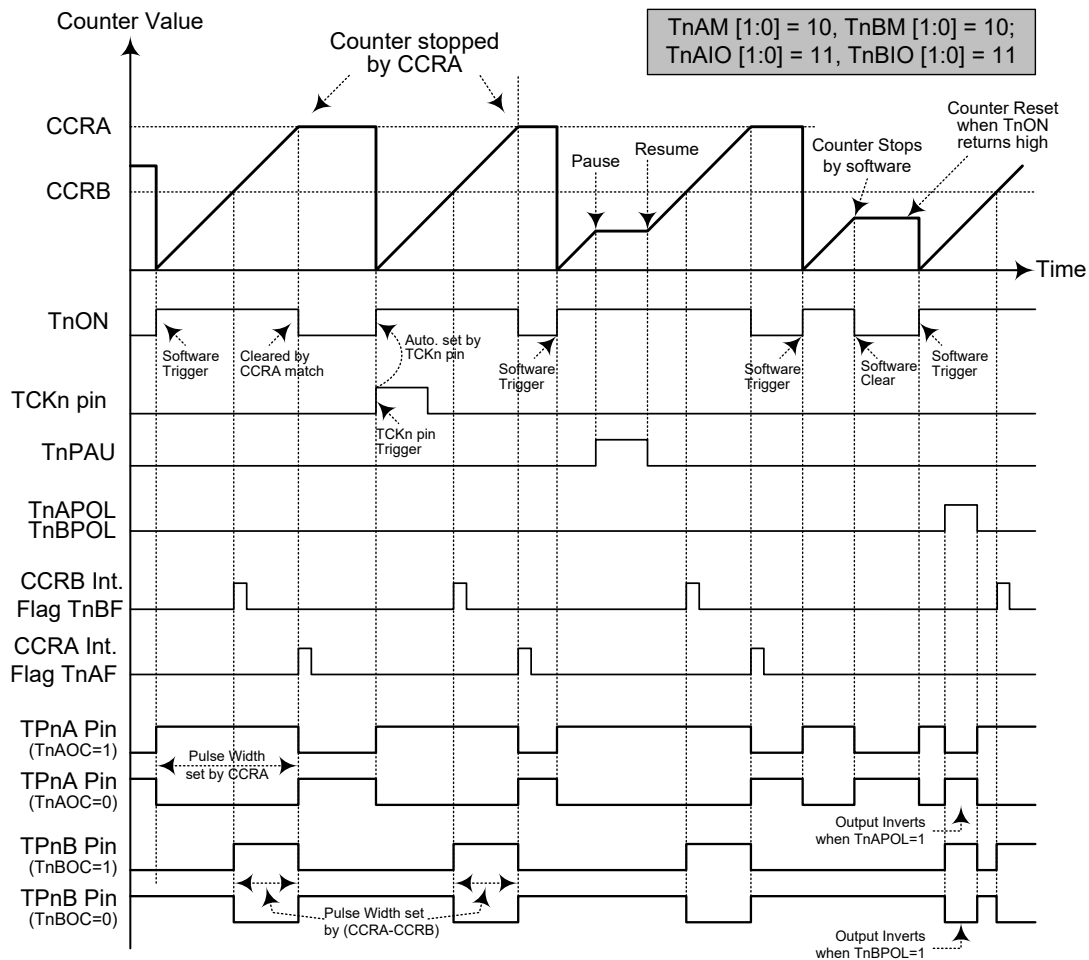 Counter Value
TnAM [1:0] = 10, TnBM [1:0] = 10;
TnAIO [1:0] = 11, TnBIO [1:0] = 11
Counter stopped
by CCRA
CCRA
CCRB
Pause
Resume
Counter Stops
by software
Counter Reset
when TnON
returns high
Time
TnON
Software
Trigger
Cleared by
CCRA match
Auto. set by
TCKn pin
Software
Trigger
Software
Trigger
Software
Clear
Software
Trigger
TCKn pin
TCKn pin
Trigger
TnPAU
TnAPOL
TnBPOL
CCRB Int.
Flag TnBF
CCRA Int.
Flag TnAF
TPnA Pin
(TnAOC=1)
Pulse Width
set by CCRA
TPnA Pin
(TnAOC=0)
Output Inverts
when TnAPOL=1
TPnB Pin
(TnBOC=1)
TPnB Pin
(TnBOC=0)
Pulse Width set
by (CCRA-CCRB)
Output Inverts
when TnBPOL=1